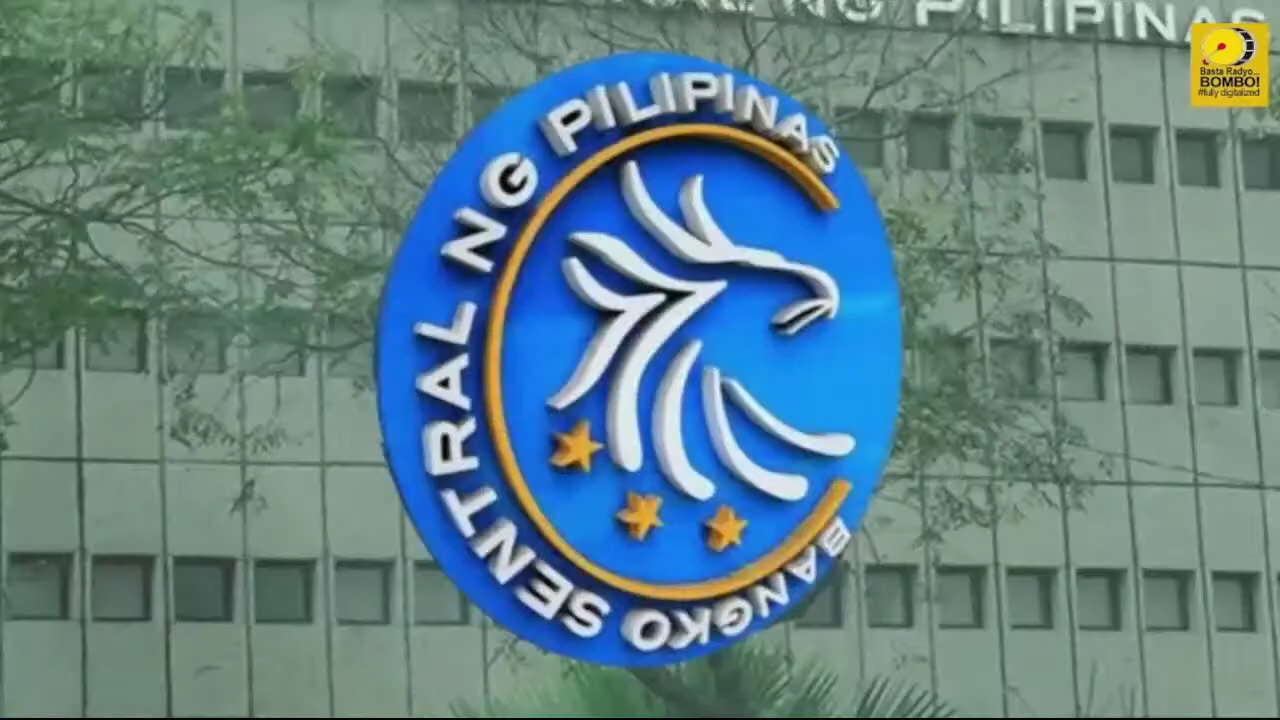 NG PILIPINAS
Basta Radyo...
BOMBO!
#fully digitalized
BANGKO SENTRAL NG PILIPINAS